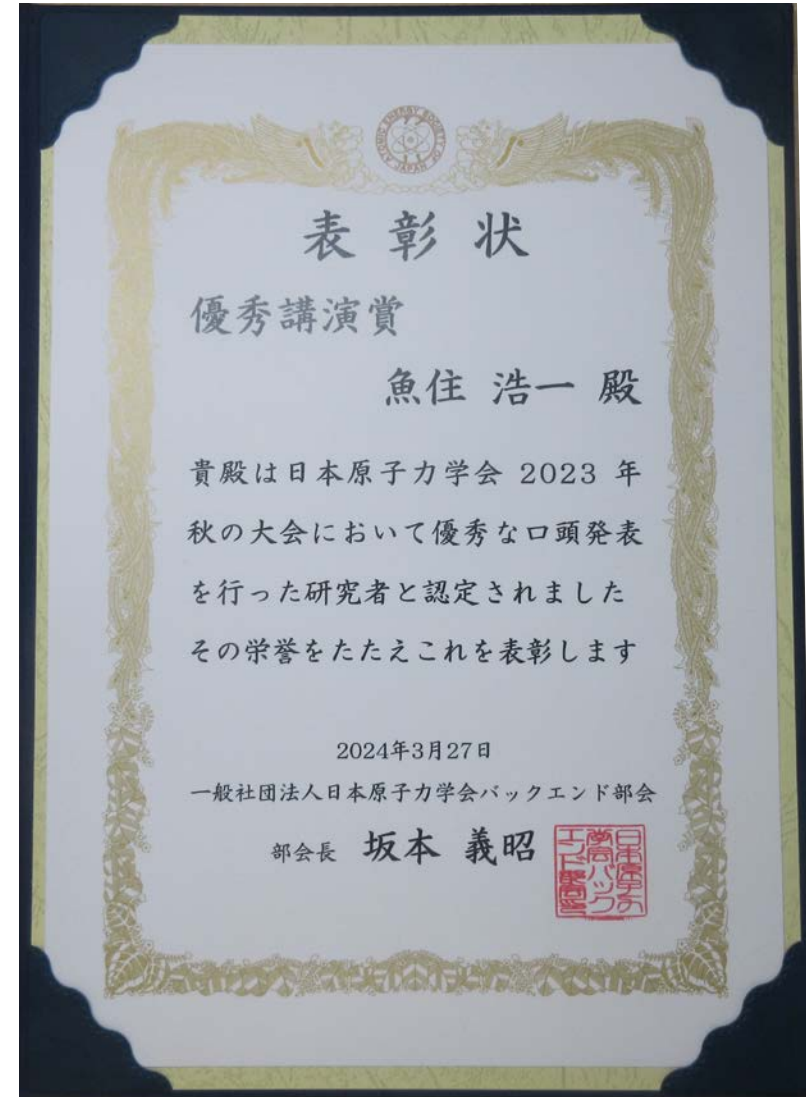 ATOMIC ENERGY SOCIETY OF JAPAN
表彰状
優秀講演賞
魚住 浩一 殿
貴殿は日本原子力学会 2023 年
秋の大会において優秀な口頭発表
を行った研究者と認定されました
その栄誉をたたえこれを表彰します
2024年3月27日
一般社団法人日本原子力学会バックエンド部会
部会長 坂本 義昭